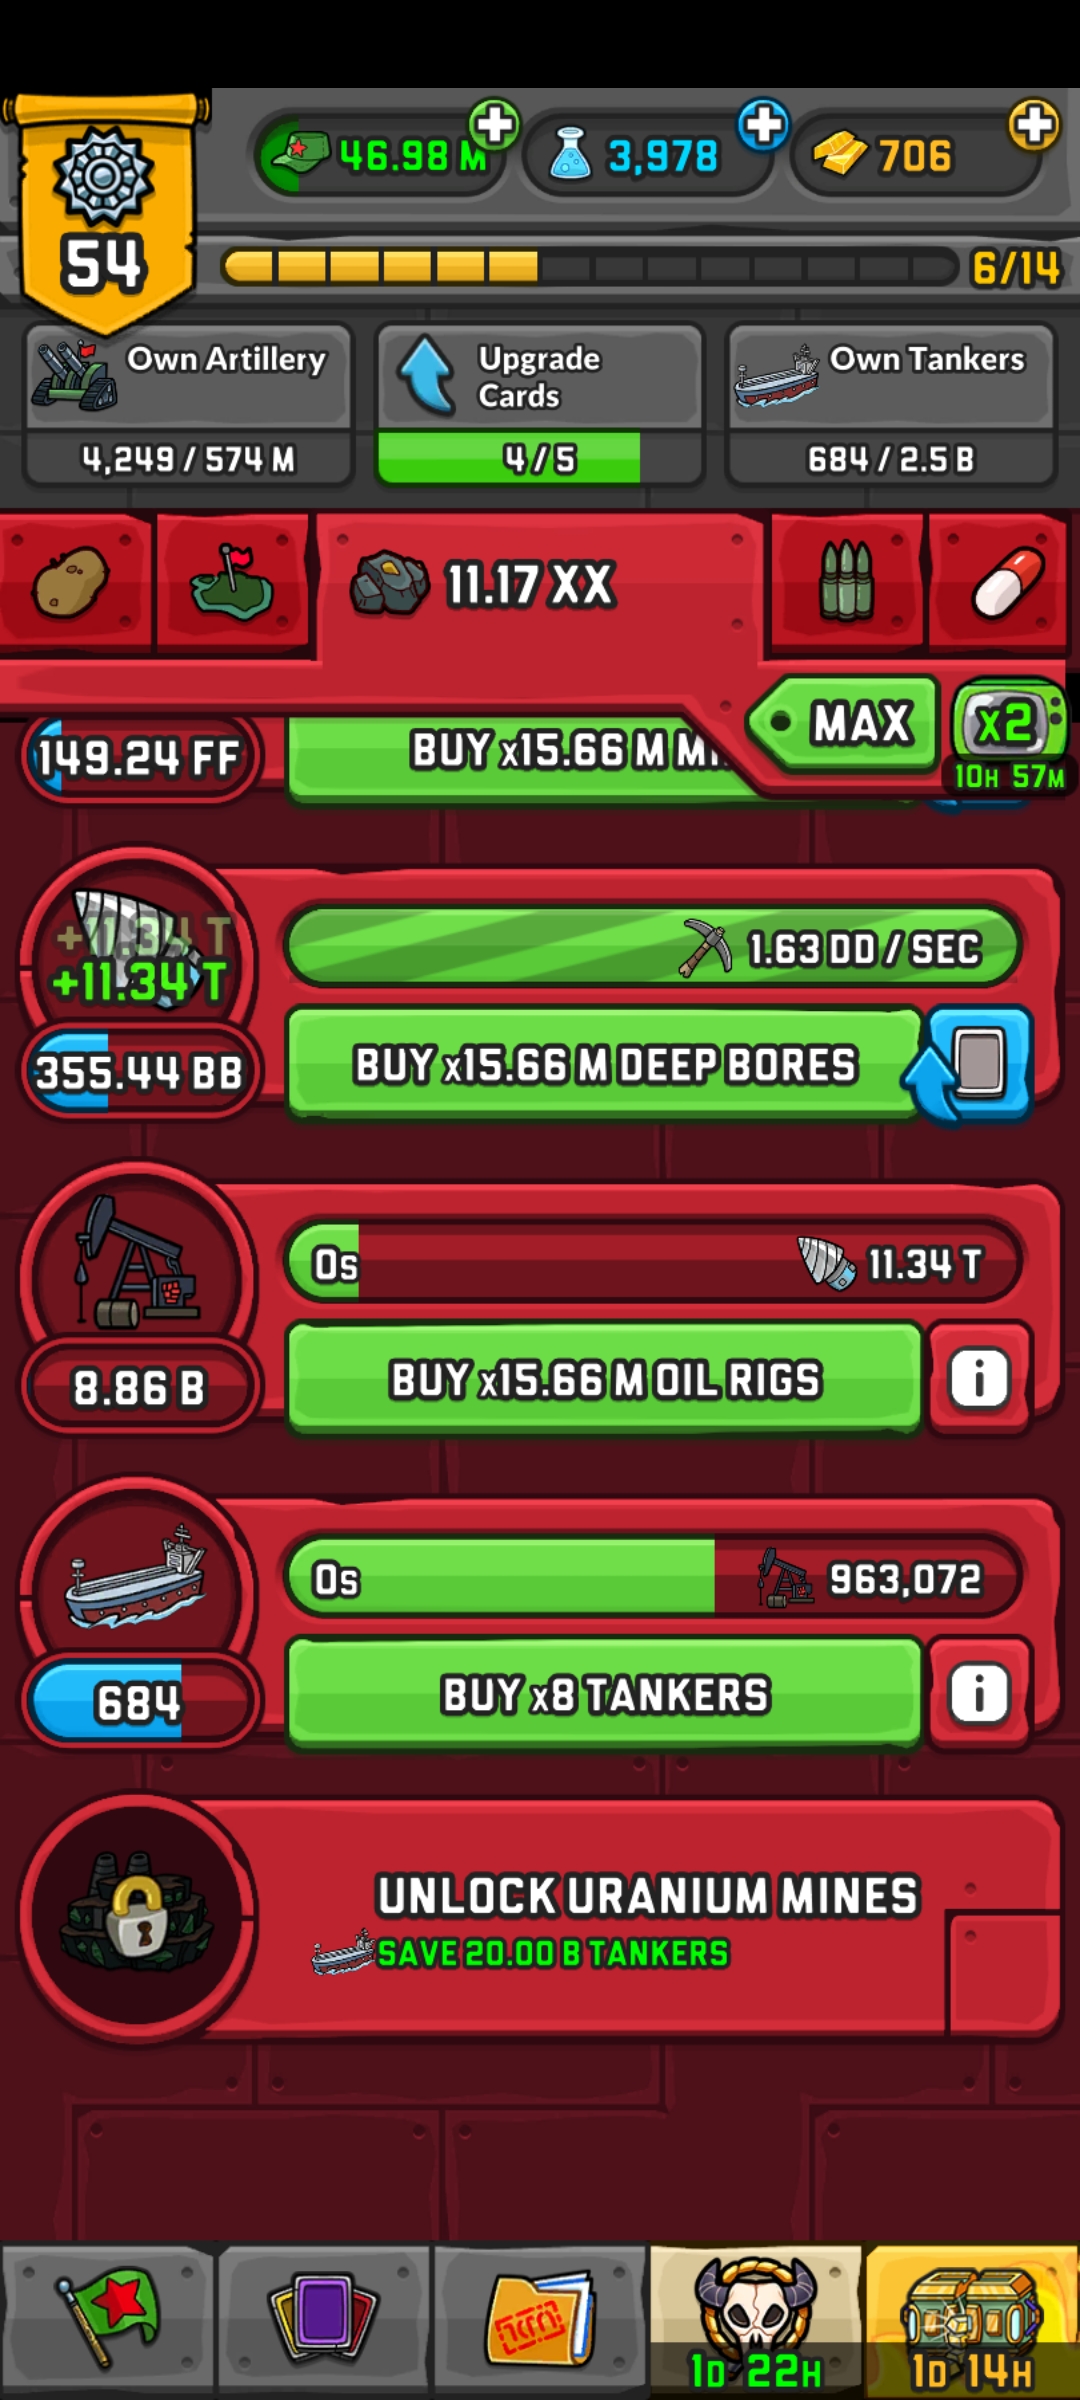 46.98 M
3,978
706
54
6/14
Own Artillery
4,249 / 574 M
Upgrade
Cards
4 / 5
Own Tankers
684 / 2.5 B
11.17 XX
MAX
X2
10H 57M
149.24 FF
BUY x15.66 M
+11.34 T
+11.34 T
1.63 DD / SEC
355.44 BB
BUY x15.66 M DEEP BORES
0s
11.34 T
8.86 B
BUY x15.66 M OIL RIGS
i
0s
963,072
684
BUY x8 TANKERS
i
UNLOCK URANIUM MINES
SAVE 20.00 B TANKERS
1D 22H
1D 14H